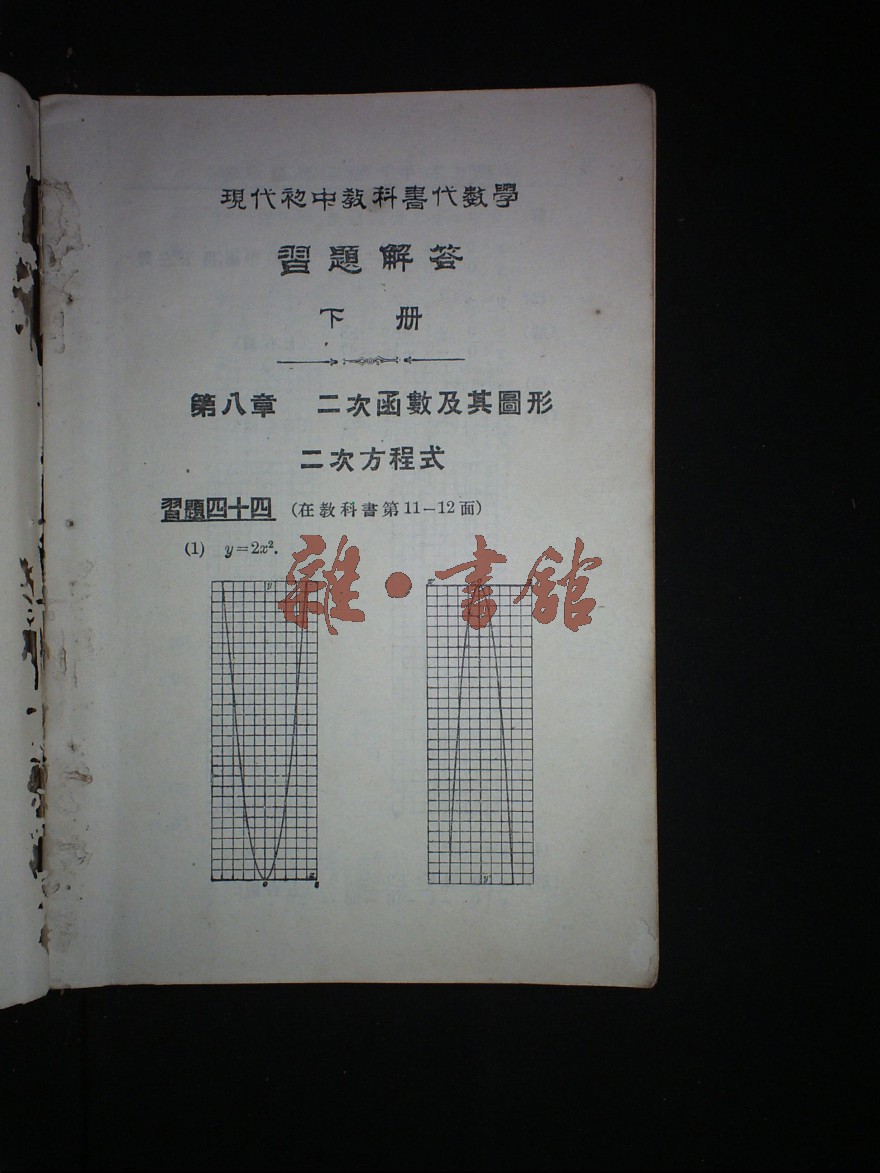 現代初中教科書代數學
習題解答
下 册
第八章 二次函數及其圖形
二次方程式
習題四十四 (在教科書第11—12面)
(1) y=2x².
雜·書館
y
x
o
x'
y'